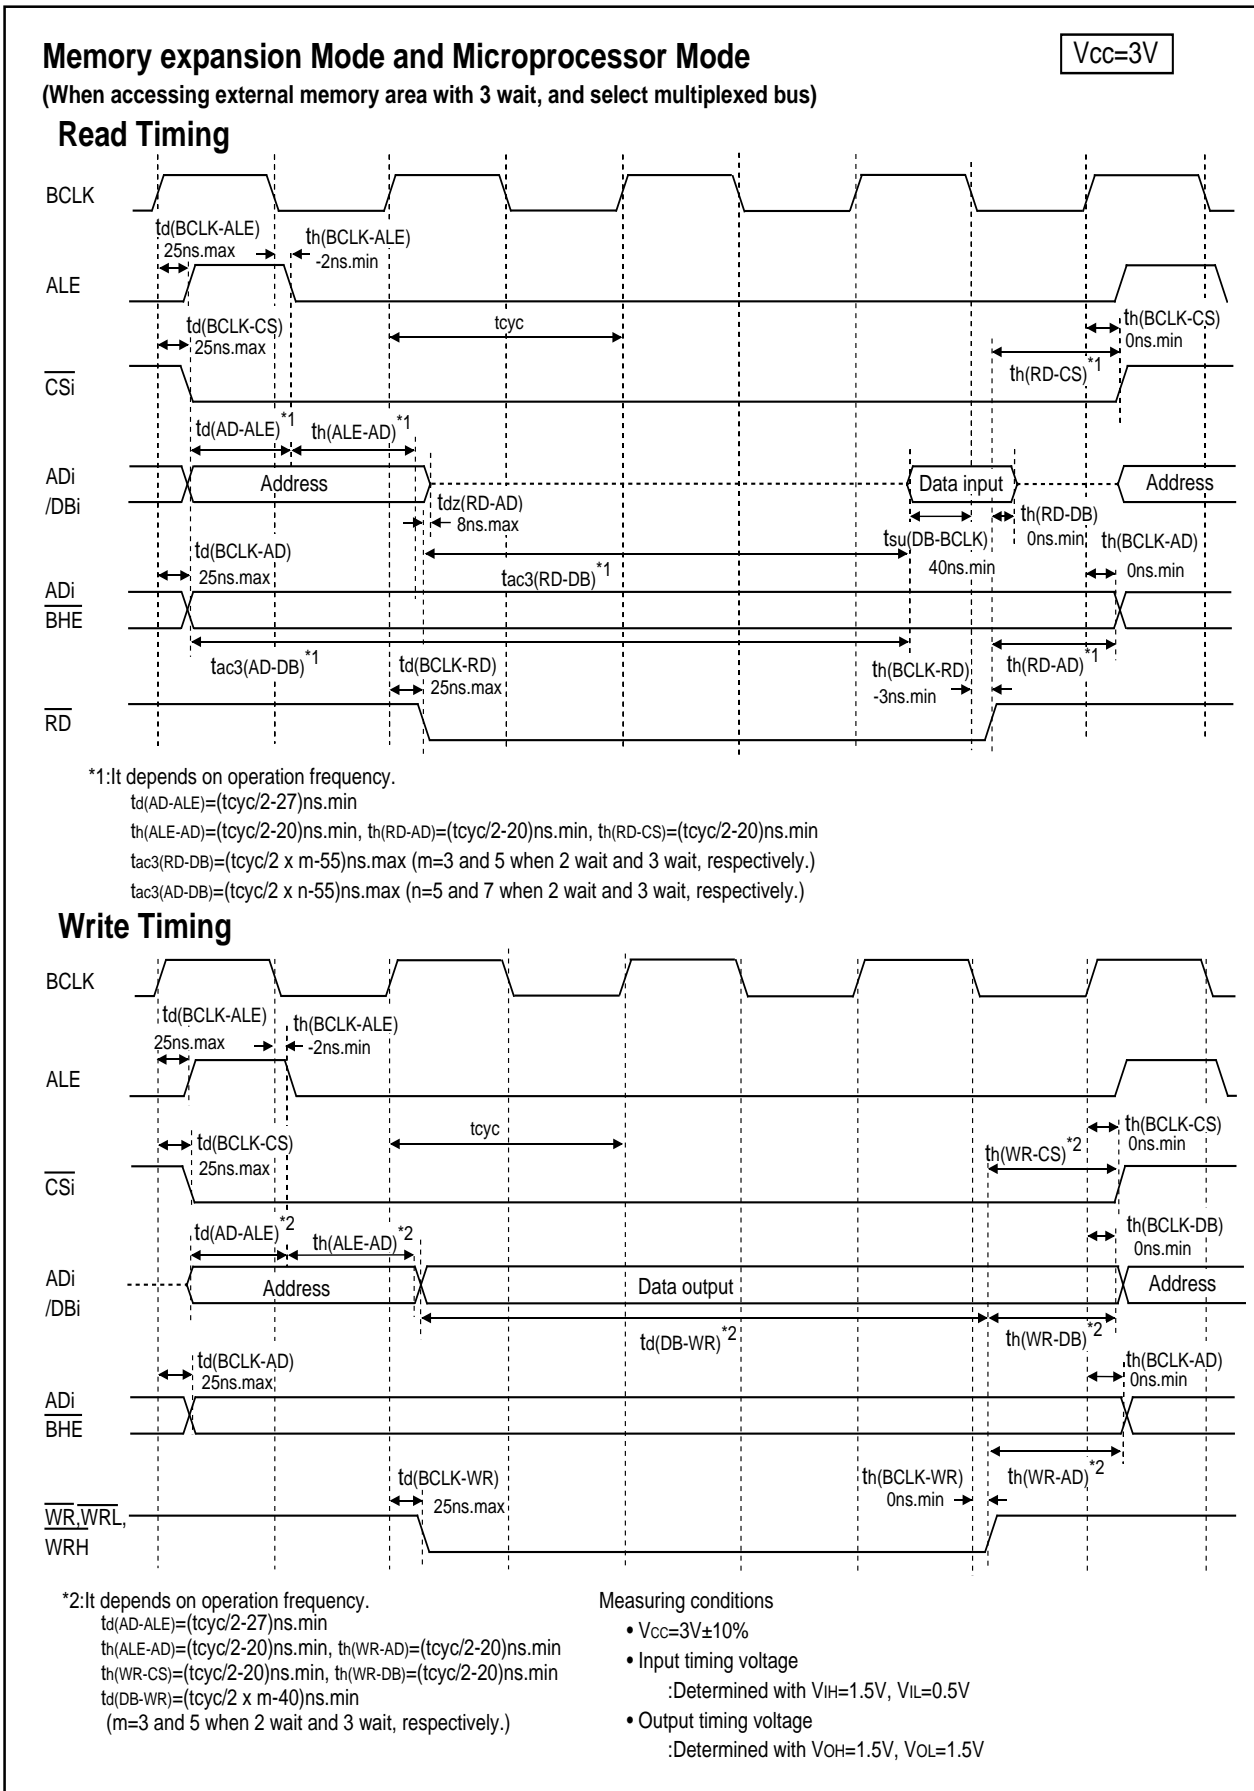 Memory expansion Mode and Microprocessor Mode
Vcc=3V
(When accessing external memory area with 3 wait, and select multiplexed bus)
Read Timing
BCLK
td(BCLK-ALE)
25ns.max
th(BCLK-ALE)
-2ns.min
ALE
td(BCLK-CS)
25ns.max
tcyc
th(BCLK-CS)
0ns.min
th(RD-CS)*1
CSi
td(AD-ALE)*1
th(ALE-AD)*1
ADi
/DBi
Address
Data input
Address
tdz(RD-AD)
8ns.max
th(RD-DB)
0ns.min
tsu(DB-BCLK)
40ns.min
td(BCLK-AD)
25ns.max
tac3(RD-DB)*1
th(BCLK-AD)
0ns.min
ADi
BHE
tac3(AD-DB)*1
td(BCLK-RD)
25ns.max
th(BCLK-RD)
-3ns.min
th(RD-AD)*1
RD
*1:It depends on operation frequency.
td(AD-ALE)=(tcyc/2-27)ns.min
th(ALE-AD)=(tcyc/2-20)ns.min, th(RD-AD)=(tcyc/2-20)ns.min, th(RD-CS)=(tcyc/2-20)ns.min
tac3(RD-DB)=(tcyc/2 x m-55)ns.max (m=3 and 5 when 2 wait and 3 wait, respectively.)
tac3(AD-DB)=(tcyc/2 x n-55)ns.max (n=5 and 7 when 2 wait and 3 wait, respectively.)
Write Timing
BCLK
td(BCLK-ALE)
25ns.max
th(BCLK-ALE)
-2ns.min
ALE
td(BCLK-CS)
25ns.max
tcyc
th(BCLK-CS)
0ns.min
th(WR-CS)*2
CSi
td(AD-ALE)*2
th(ALE-AD)*2
th(BCLK-DB)
0ns.min
ADi
/DBi
Address
Data output
Address
td(DB-WR)*2
th(WR-DB)*2
td(BCLK-AD)
25ns.max
th(BCLK-AD)
0ns.min
ADi
BHE
td(BCLK-WR)
25ns.max
th(BCLK-WR)
0ns.min
th(WR-AD)*2
WR,WRL,
WRH
*2:It depends on operation frequency.
td(AD-ALE)=(tcyc/2-27)ns.min
th(ALE-AD)=(tcyc/2-20)ns.min, th(WR-AD)=(tcyc/2-20)ns.min
th(WR-CS)=(tcyc/2-20)ns.min, th(WR-DB)=(tcyc/2-20)ns.min
td(DB-WR)=(tcyc/2 x m-40)ns.min
(m=3 and 5 when 2 wait and 3 wait, respectively.)
Measuring conditions
• VCC=3V±10%
• Input timing voltage
:Determined with VIH=1.5V, VIL=0.5V
• Output timing voltage
:Determined with VOH=1.5V, VOL=1.5V